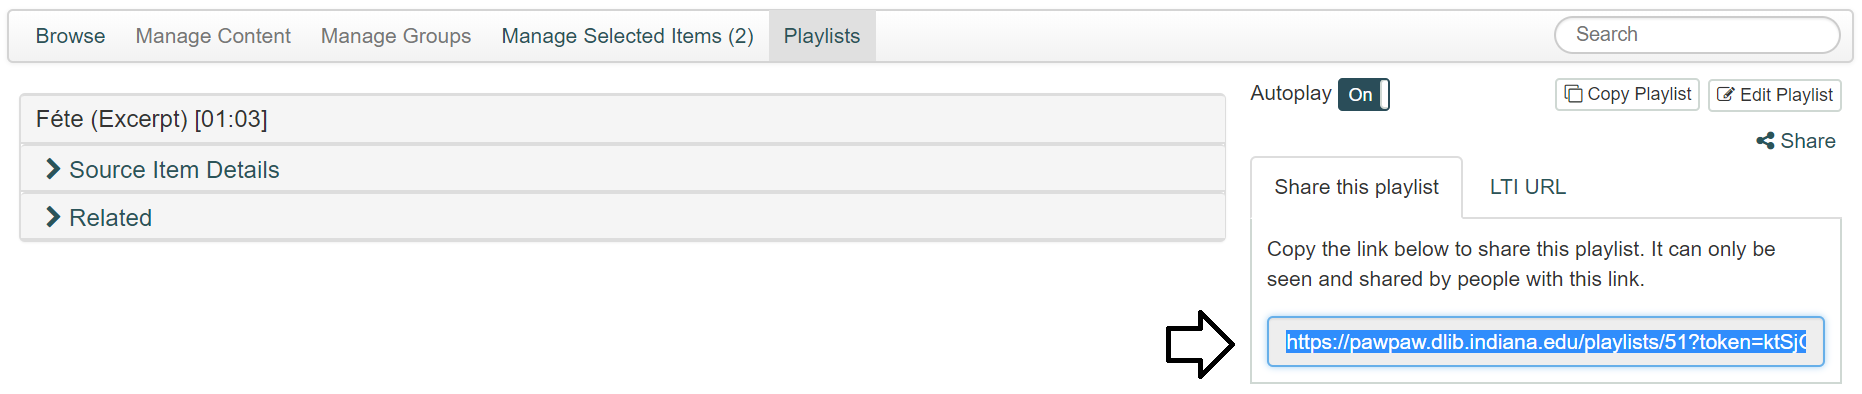 Browse Manage Content Manage Groups Manage Selected Items (2) Playlists Search
Autoplay On Copy Playlist Edit Playlist
Féte (Excerpt) [01:03]
Source Item Details
Related
Share
Share this playlist LTI URL
Copy the link below to share this playlist. It can only be
seen and shared by people with this link.
https://pawpaw.dlib.indiana.edu/playlists/51?token=ktSj